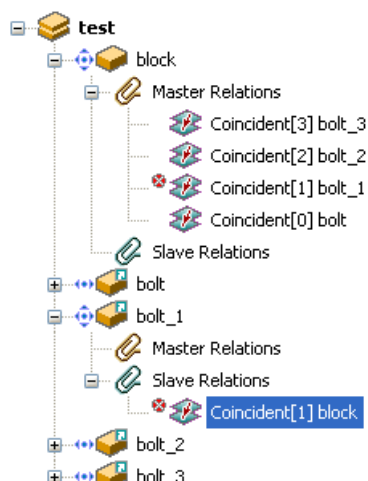 test
block
Master Relations
Coincident[3] bolt_3
Coincident[2] bolt_2
Coincident[1] bolt_1
Coincident[0] bolt
Slave Relations
bolt
bolt_1
Master Relations
Slave Relations
Coincident[1] block
bolt_2
bolt_3